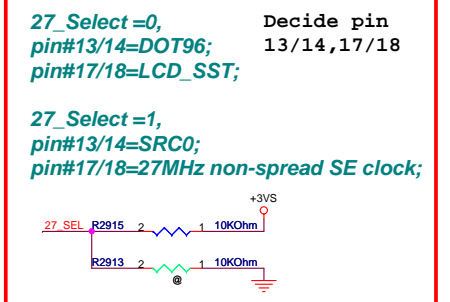 27_Select =0, Decide pin
pin#13/14=DOT96; 13/14,17/18
pin#17/18=LCD_SST;
27_Select =1,
pin#13/14=SRC0;
pin#17/18=27MHz non-spread SE clock;
+3VS
27_SEL R2915 2 1 10KOhm
R2913 2 1 10KOhm
@